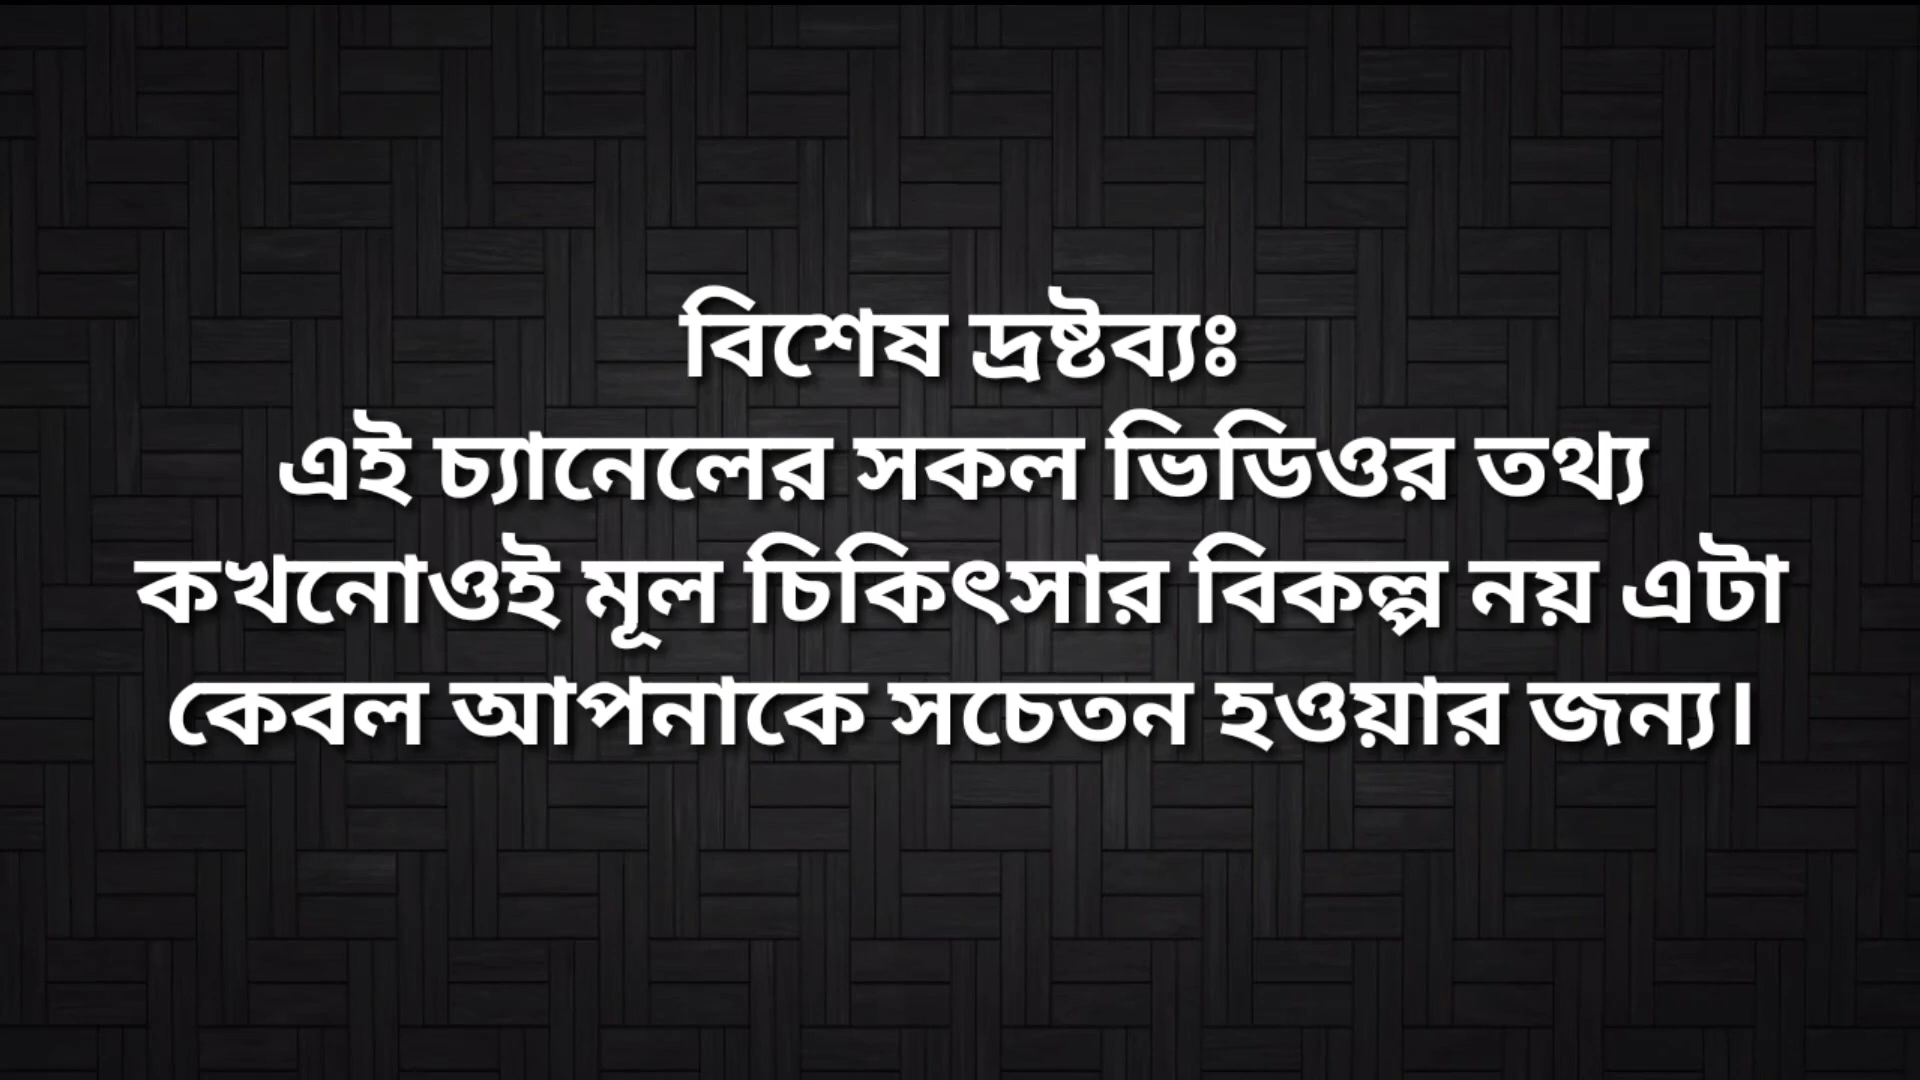 বিশেষ দ্রষ্টব্যঃ
এই চ্যানেলের সকল ভিডিওর তথ্য
কখনোওই মূল চিকিৎসার বিকল্প নয় এটা
কেবল আপনাকে সচেতন হওয়ার জন্য।